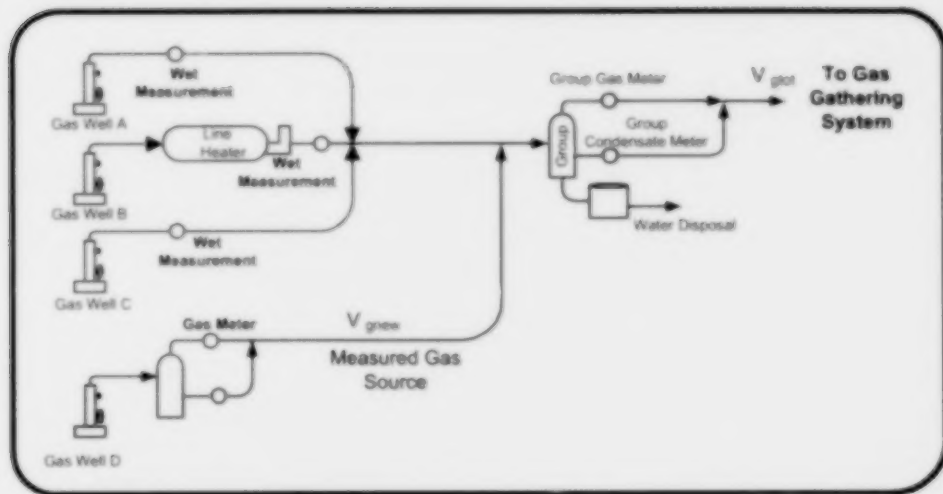 Wet
Measurement
Gas Well A
Line
Heater
Wet
Measurement
Gas Well B
Wet
Measurement
Gas Well C
Gas Meter
V gnew
Measured Gas
Source
Gas Well D
Group Gas Meter
V gtot
To Gas
Gathering
System
Group
Group
Condensate Meter
Water Disposal